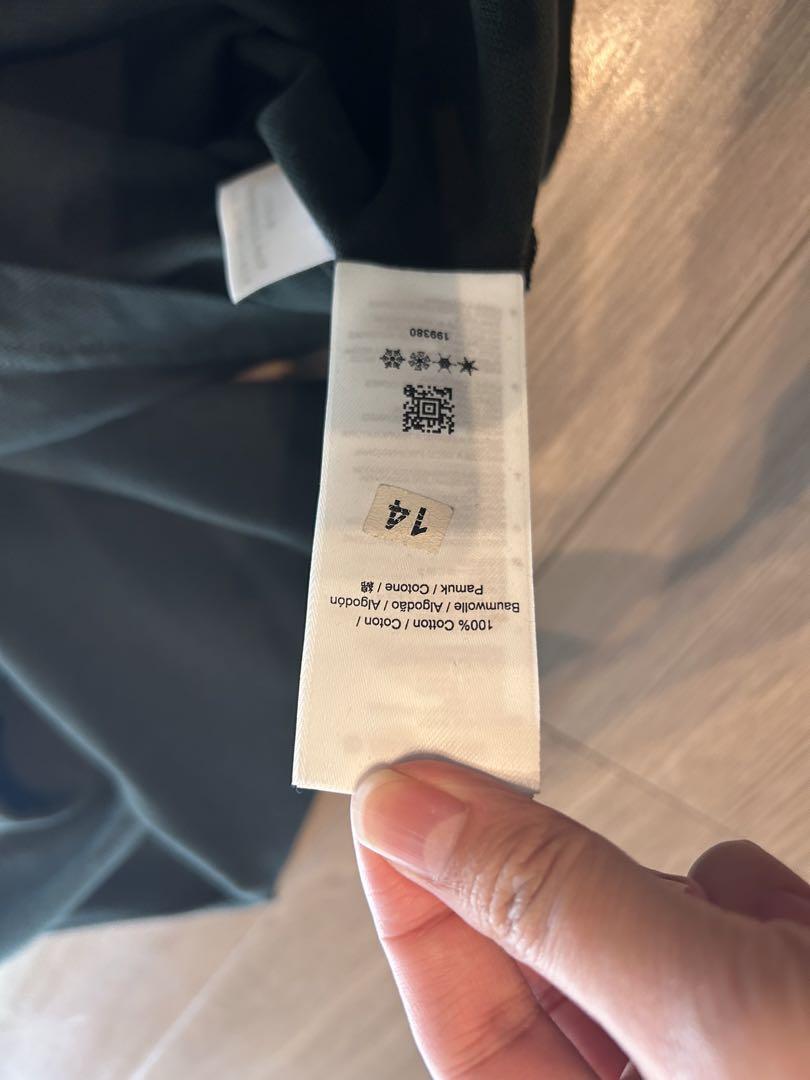 100% Cotton / Coton /
Baumwolle / Algodão / Algodón
Pamuk / Cotone / 綿
14
199380